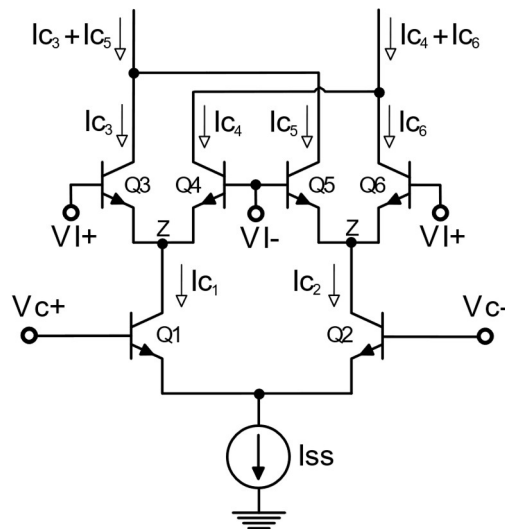 Ic3+Ic5
Ic4+Ic6
Ic3
Ic4
Ic5
Ic6
Q3
Q4
Q5
Q6
VI+
VI-
VI+
Z
Z
Ic1
Ic2
Vc+
Vc-
Q1
Q2
Iss